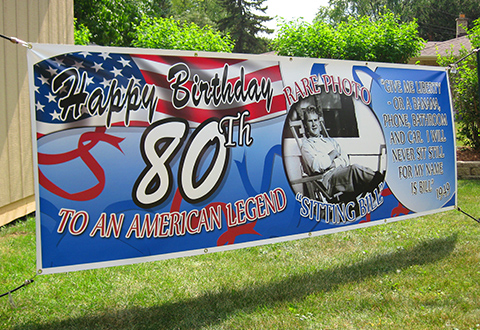 Happy Birthday
80Th
TO AN AMERICAN LEGEND
RARE PHOTO
"SITTING BILL"
"GIVE ME LIBERTY
- OR A BANANA,
PHONE, BATHROOM
AND CAR. I WILL
NEVER SIT STILL
FOR MY NAME
IS BILL"
1949